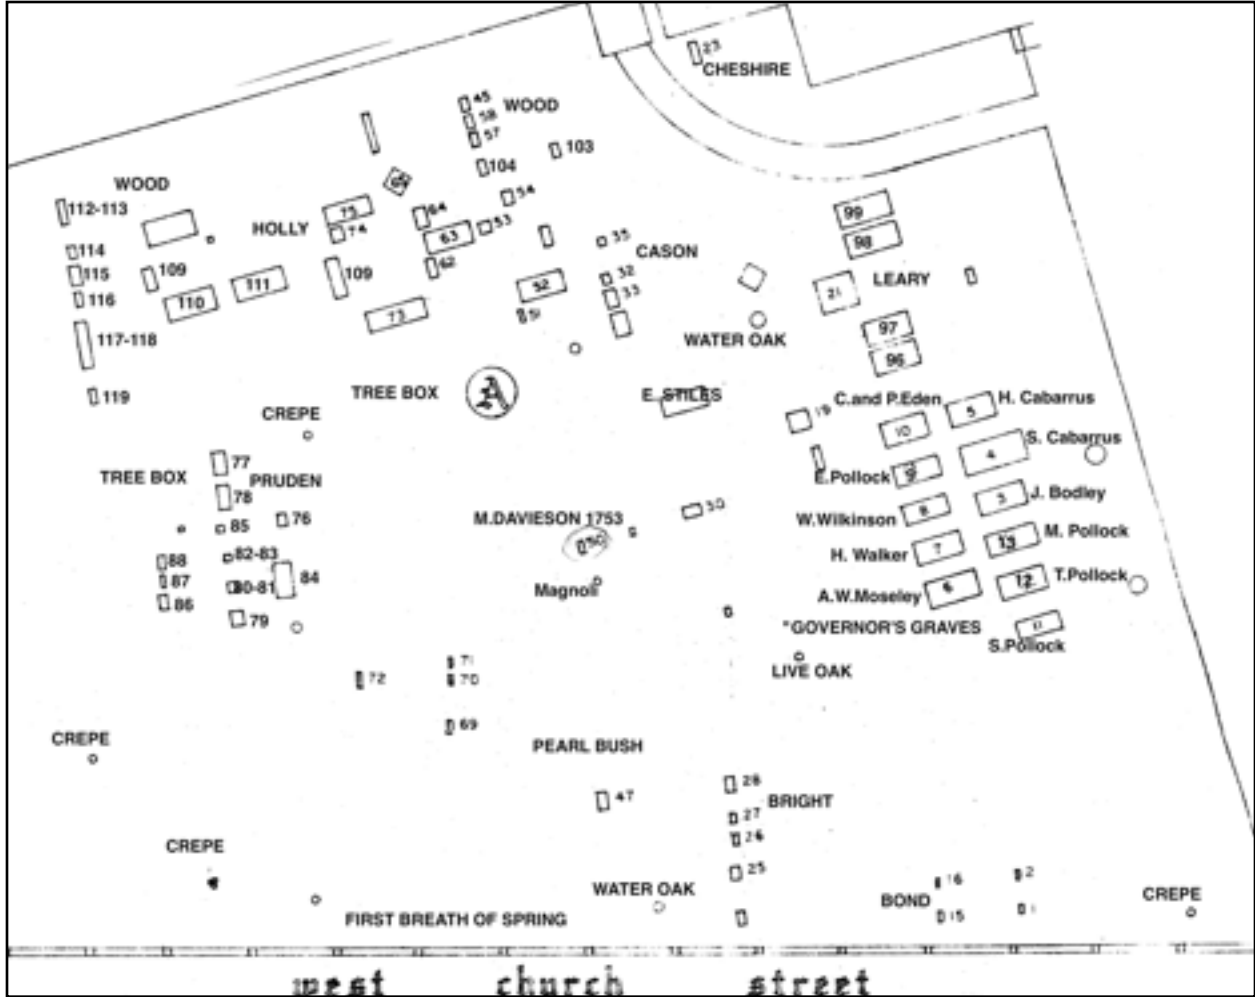 23
CHESHIRE
45
WOOD
58
57
103
104
WOOD
54
112-113
75
64
99
HOLLY
74
53
63
35
98
114
CASON
115
109
62
109
32
LEARY
111
52
33
21
116
110
51
73
97
117-118
WATER OAK
96
TREE BOX
E. STILES
119
C.and P.Eden
H. Cabarrus
CREPE
19
5
10
S. Cabarrus
4
77
TREE BOX
PRUDEN
E.Pollock
9
78
J. Bodley
3
30
W.Wilkinson
8
85
76
M.DAVIESON 1753
M. Pollock
13
50
82-83
H. Walker
7
88
84
T.Pollock
12
87
80-81
Magnoli
A.W.Moseley
6
86
79
"GOVERNOR'S GRAVES
11
S.Pollock
71
LIVE OAK
72
70
69
CREPE
PEARL BUSH
28
47
BRIGHT
27
26
CREPE
25
16
2
WATER OAK
BOND
CREPE
15
1
FIRST BREATH OF SPRING
west church street